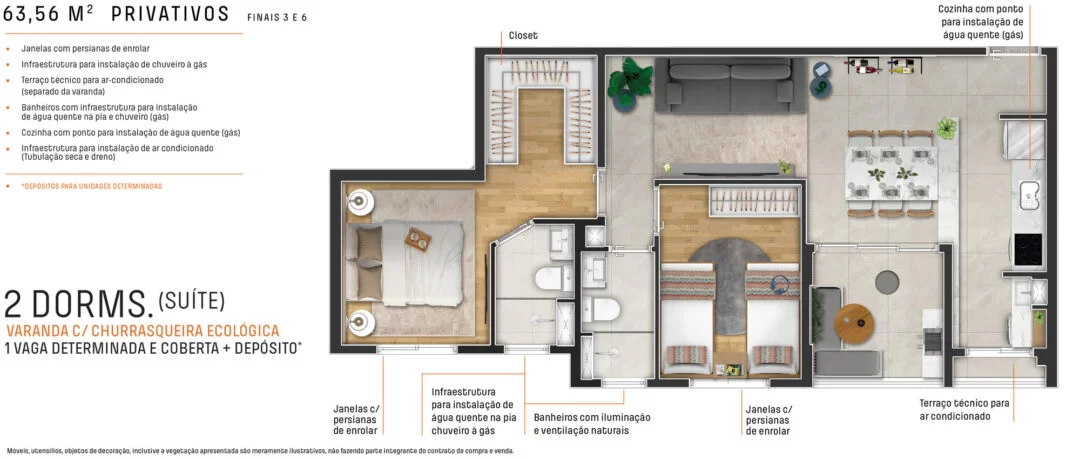 63,56 M² PRIVATIVOS FINAIS 3 E 6
Janelas com persianas de enrolar
Infraestrutura para instalação de chuveiro à gás
Terraço técnico para ar-condicionado
(separado da varanda)
Banheiros com infraestrutura para instalação
de água quente na pia e chuveiro (gás)
Cozinha com ponto para instalação de água quente (gás)
Infraestrutura para instalação de ar condicionado
(Tubulação seca e dreno)
*DEPÓSITOS PARA UNIDADES DETERMINADAS
2 DORMS. (SUÍTE)
VARANDA C/ CHURRASQUEIRA ECOLÓGICA
1 VAGA DETERMINADA E COBERTA + DEPÓSITO*
Closet
Cozinha com ponto
para instalação de
água quente (gás)
Janelas c/
persianas
de enrolar
Infraestrutura
para instalação de
água quente na pia
chuveiro à gás
Banheiros com iluminação
e ventilação naturais
Janelas c/
persianas
de enrolar
Terraço técnico para
ar condicionado
Móveis, utensílios, objetos de decoração, inclusive a vegetação apresentada são meramente ilustrativos, não fazendo parte integrante do contrato de compra e venda.